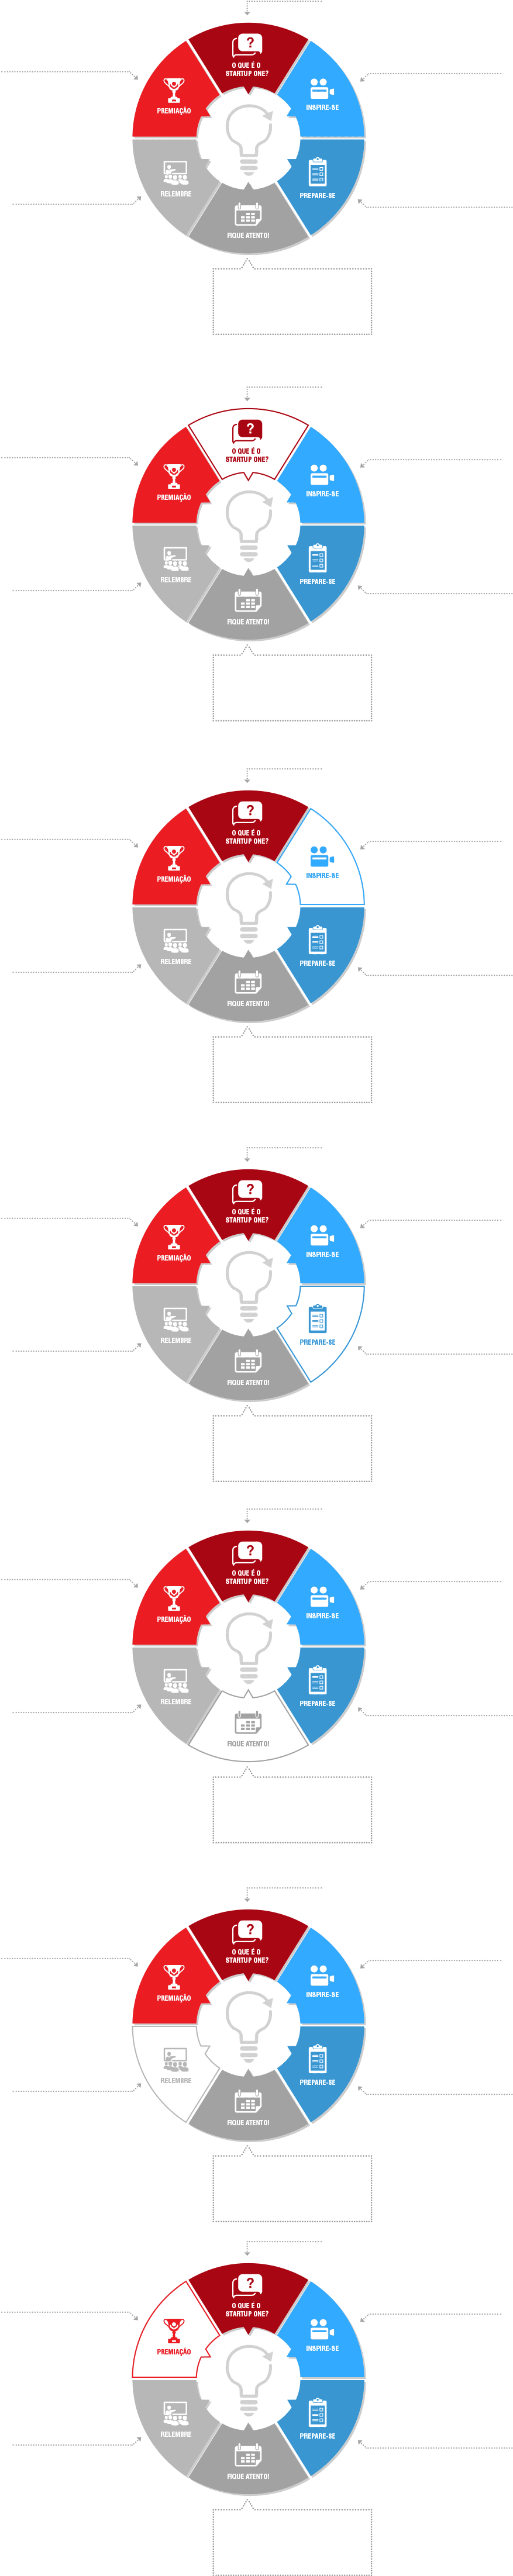 O QUE É O
STARTUP ONE?
PREMIAÇÃO
INSPIRE-SE
RELEMBRE
PREPARE-SE
FIQUE ATENTO!
O QUE É O
STARTUP ONE?
PREMIAÇÃO
INSPIRE-SE
RELEMBRE
PREPARE-SE
FIQUE ATENTO!
O QUE É O
STARTUP ONE?
PREMIAÇÃO
INSPIRE-SE
RELEMBRE
PREPARE-SE
FIQUE ATENTO!
O QUE É O
STARTUP ONE?
PREMIAÇÃO
INSPIRE-SE
RELEMBRE
PREPARE-SE
FIQUE ATENTO!
O QUE É O
STARTUP ONE?
PREMIAÇÃO
INSPIRE-SE
RELEMBRE
PREPARE-SE
FIQUE ATENTO!
O QUE É O
STARTUP ONE?
PREMIAÇÃO
INSPIRE-SE
RELEMBRE
PREPARE-SE
FIQUE ATENTO!
O QUE É O
STARTUP ONE?
PREMIAÇÃO
INSPIRE-SE
RELEMBRE
PREPARE-SE
FIQUE ATENTO!